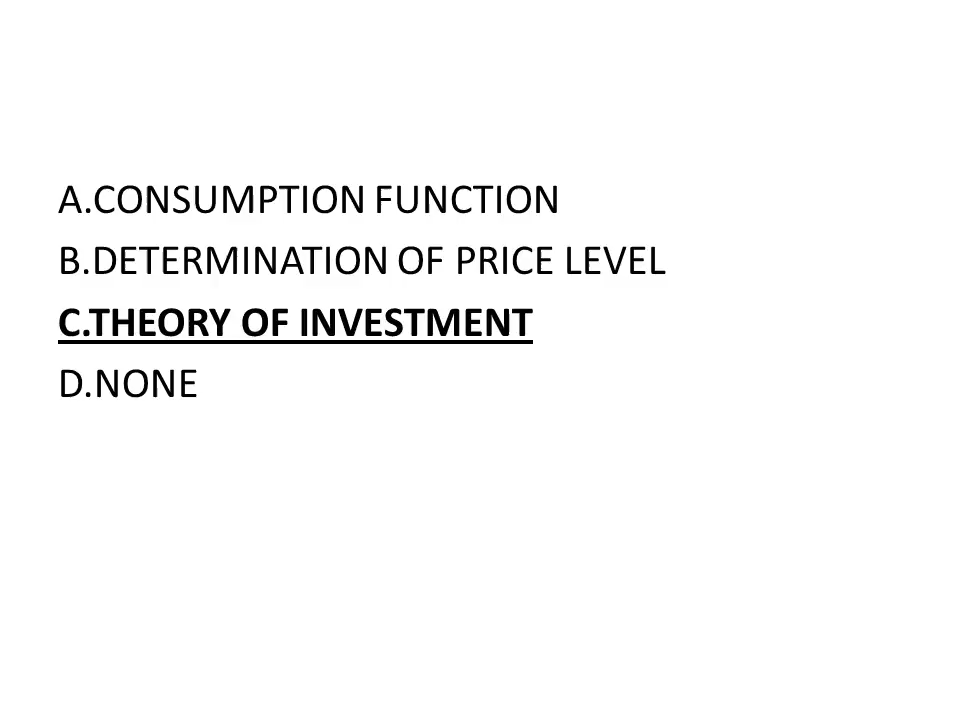 A.CONSUMPTION FUNCTION
B.DETERMINATION OF PRICE LEVEL
C.THEORY OF INVESTMENT
D.NONE